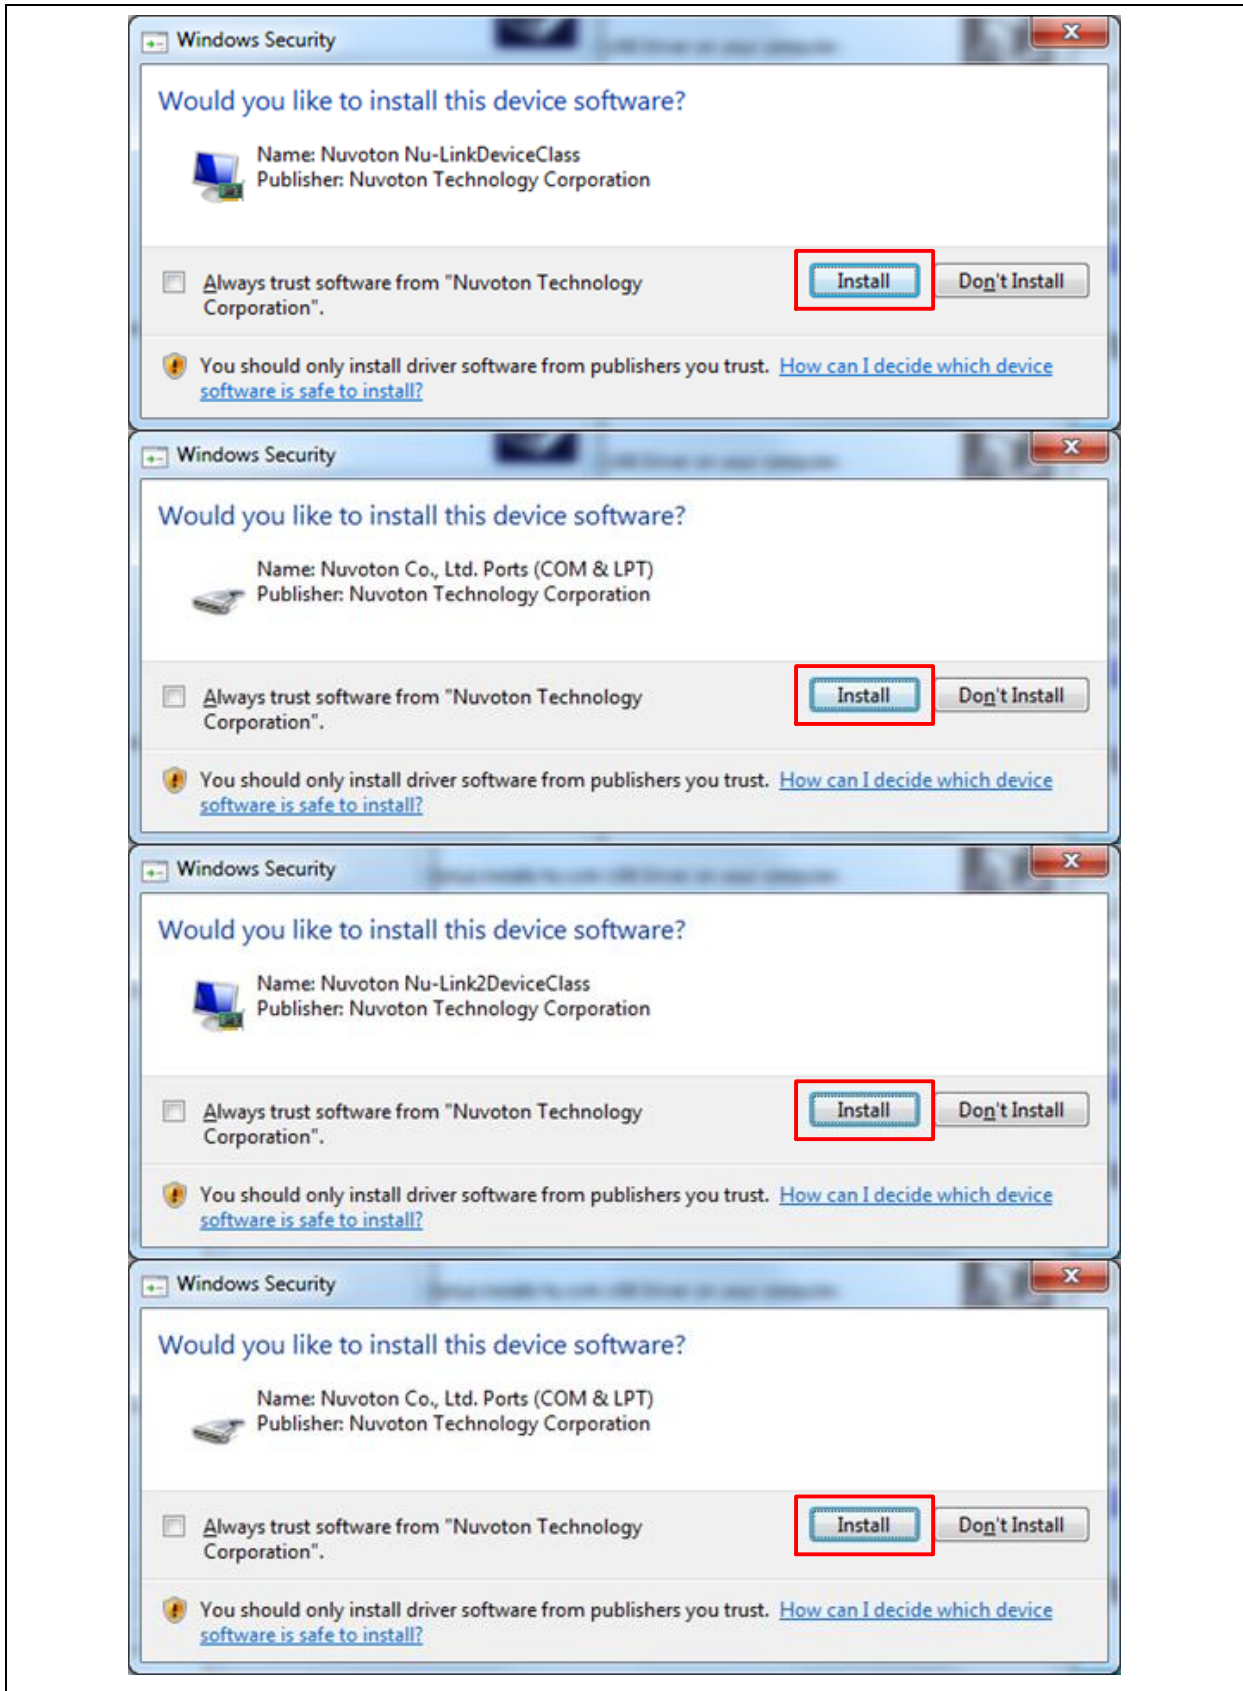 Windows Security
Would you like to install this device software?
Name: Nuvoton Nu-LinkDeviceClass
Publisher: Nuvoton Technology Corporation
Always trust software from "Nuvoton Technology
Corporation".
Install
Don't Install
You should only install driver software from publishers you trust. How can I decide which device
software is safe to install?
Windows Security
Would you like to install this device software?
Name: Nuvoton Co., Ltd. Ports (COM & LPT)
Publisher: Nuvoton Technology Corporation
Always trust software from "Nuvoton Technology
Corporation".
Install
Don't Install
You should only install driver software from publishers you trust. How can I decide which device
software is safe to install?
Windows Security
Would you like to install this device software?
Name: Nuvoton Nu-Link2DeviceClass
Publisher: Nuvoton Technology Corporation
Always trust software from "Nuvoton Technology
Corporation".
Install
Don't Install
You should only install driver software from publishers you trust. How can I decide which device
software is safe to install?
Windows Security
Would you like to install this device software?
Name: Nuvoton Co., Ltd. Ports (COM & LPT)
Publisher: Nuvoton Technology Corporation
Always trust software from "Nuvoton Technology
Corporation".
Install
Don't Install
You should only install driver software from publishers you trust. How can I decide which device
software is safe to install?